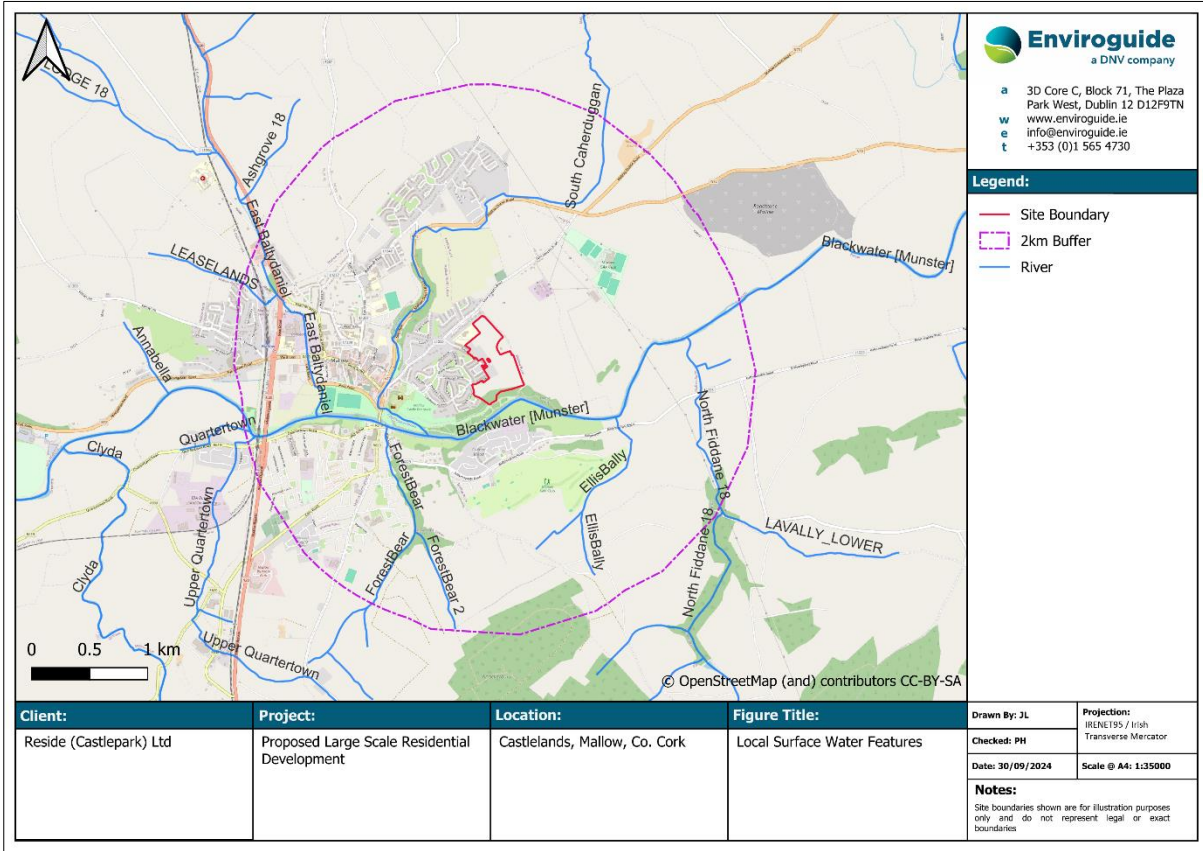 LODGE 18
Ashgrove 18
East Baltydaniel
LEASELANDS
Annabella
East Baltydaniel
South Caherduggan
Blackwater [Munster]
Quartertown
Clyda
Blackwater [Munster]
Upper Quartertown
Clyda
ForestBear
ForestBear
ForestBear 2
EllisBally
EllisBally
North Fiddane 18
LAVALLY_LOWER
North Fiddane 18
Upper Quartertown
0 0.5 1 km
© OpenStreetMap (and) contributors CC-BY-SA
Enviroguide
a DNV company
a 3D Core C, Block 71, The Plaza
Park West, Dublin 12 D12F9TN
w www.enviroguide.ie
e info@enviroguide.ie
t +353 (0)1 565 4730
Legend:
Site Boundary
2km Buffer
River
Client:
Reside (Castlepark) Ltd
Project:
Proposed Large Scale Residential
Development
Location:
Castlelands, Mallow, Co. Cork
Figure Title:
Local Surface Water Features
Drawn By: JL
Checked: PH
Date: 30/09/2024
Projection:
IRENET95 / Irish
Transverse Mercator
Scale @ A4: 1:35000
Notes:
Site boundaries shown are for illustration purposes
only and do not represent legal or exact
boundaries